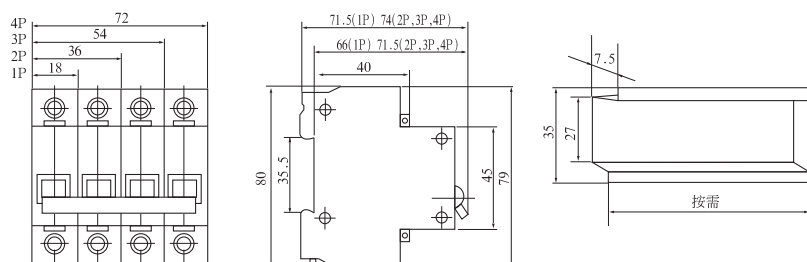 4P 72
3P 54
2P 36
1P 18
71.5(1P) 74(2P,3P,4P)
66(1P) 71.5(2P,3P,4P)
40
80
35.5
45
79
7.5
35
27
按需